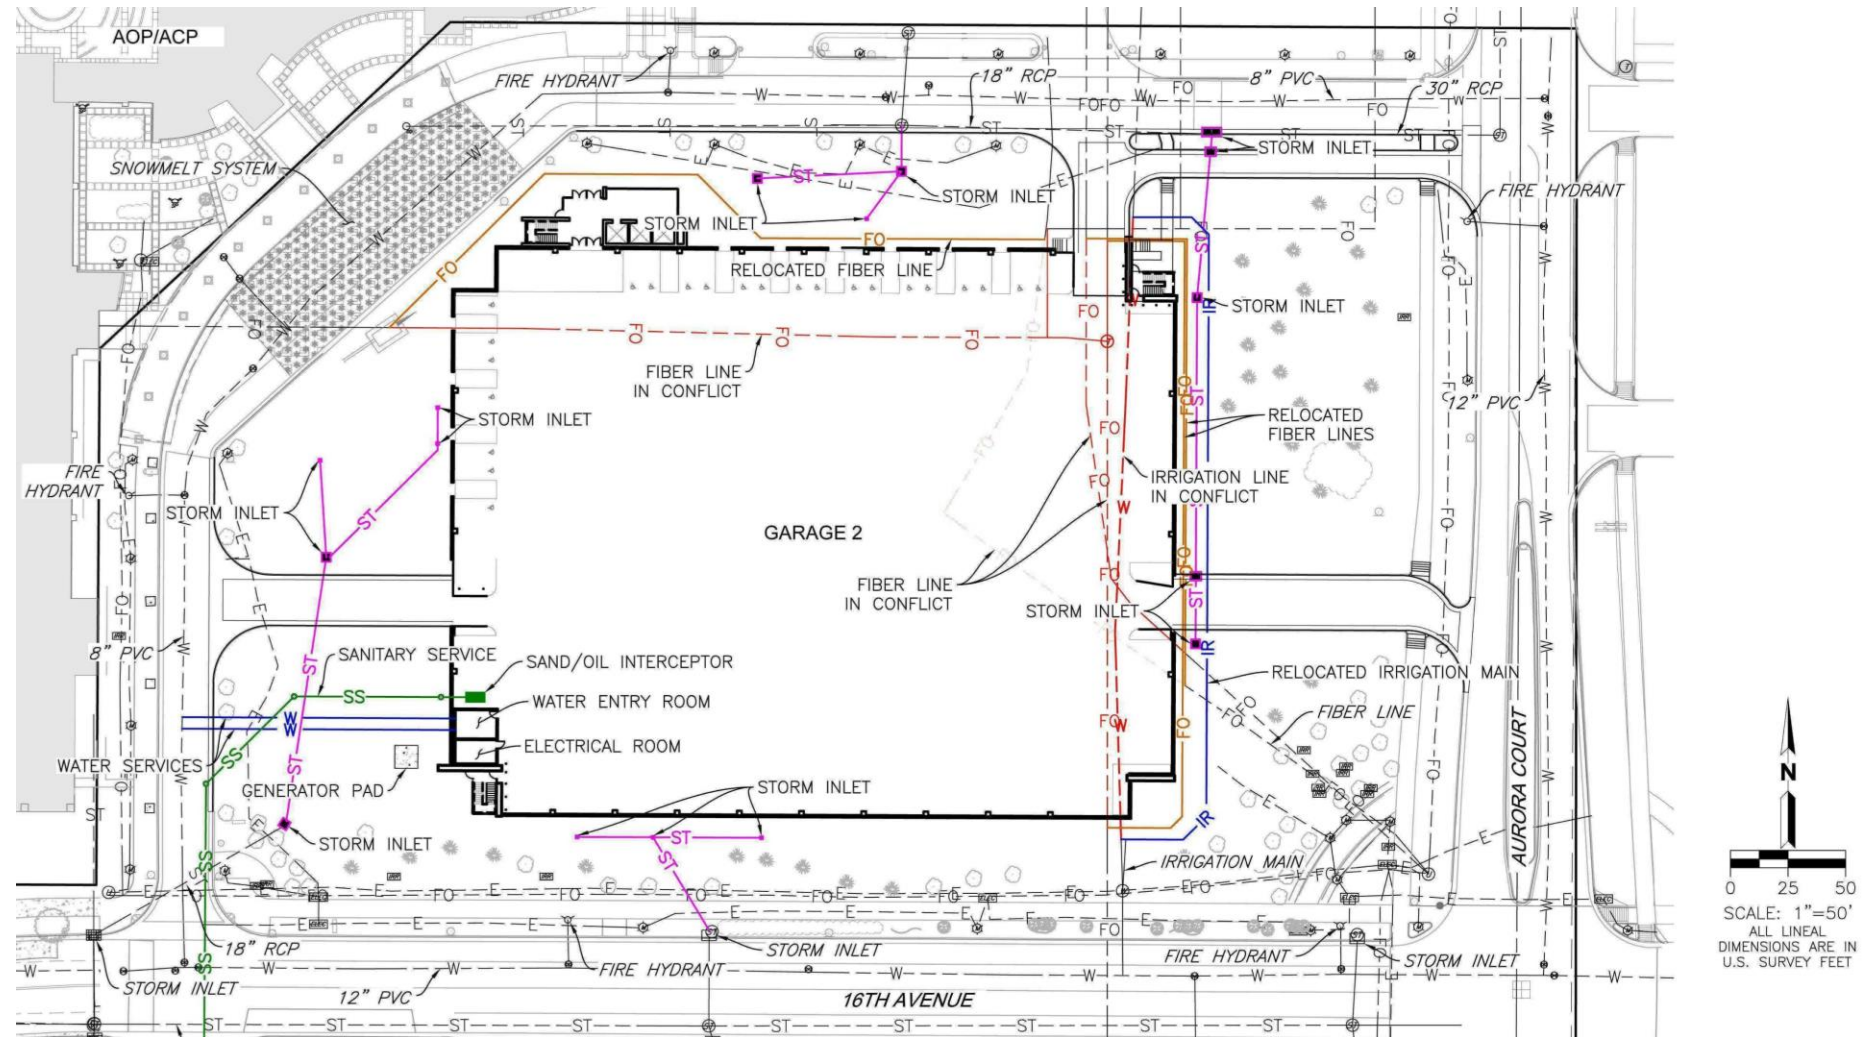 AOP/ACP
FIRE HYDRANT
18" RCP
8" PVC
30" RCP
STORM INLET
SNOWMELT SYSTEM
STORM INLET
FIRE HYDRANT
STORM INLET
RELOCATED FIBER LINE
STORM INLET
FIBER LINE
IN CONFLICT
12" PVC
STORM INLET
RELOCATED
FIBER LINES
FIRE
HYDRANT
IRRIGATION LINE
IN CONFLICT
STORM INLET
GARAGE 2
FIBER LINE
IN CONFLICT
STORM INLET
8" PVC
SANITARY SERVICE
SAND/OIL INTERCEPTOR
RELOCATED IRRIGATION MAIN
WATER ENTRY ROOM
FIBER LINE
ELECTRICAL ROOM
WATER SERVICES
GENERATOR PAD
STORM INLET
AURORA COURT
STORM INLET
IRRIGATION MAIN
18" RCP
STORM INLET
FIRE HYDRANT
FIRE HYDRANT
STORM INLET
STORM INLET
12" PVC
16TH AVENUE
N
0 25 50
SCALE: 1"=50'
ALL LINEAL
DIMENSIONS ARE IN
U.S. SURVEY FEET
FO
ST
SS
W
E
IR